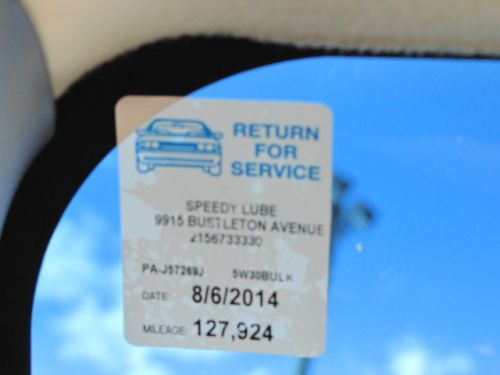 RETURN
FOR
SERVICE
SPEEDY LUBE
9915 BUSTLETON AVENUE
2156733330
PA-J57269J 5W30BULK
DATE: 8/6/2014
MILEAGE: 127,924